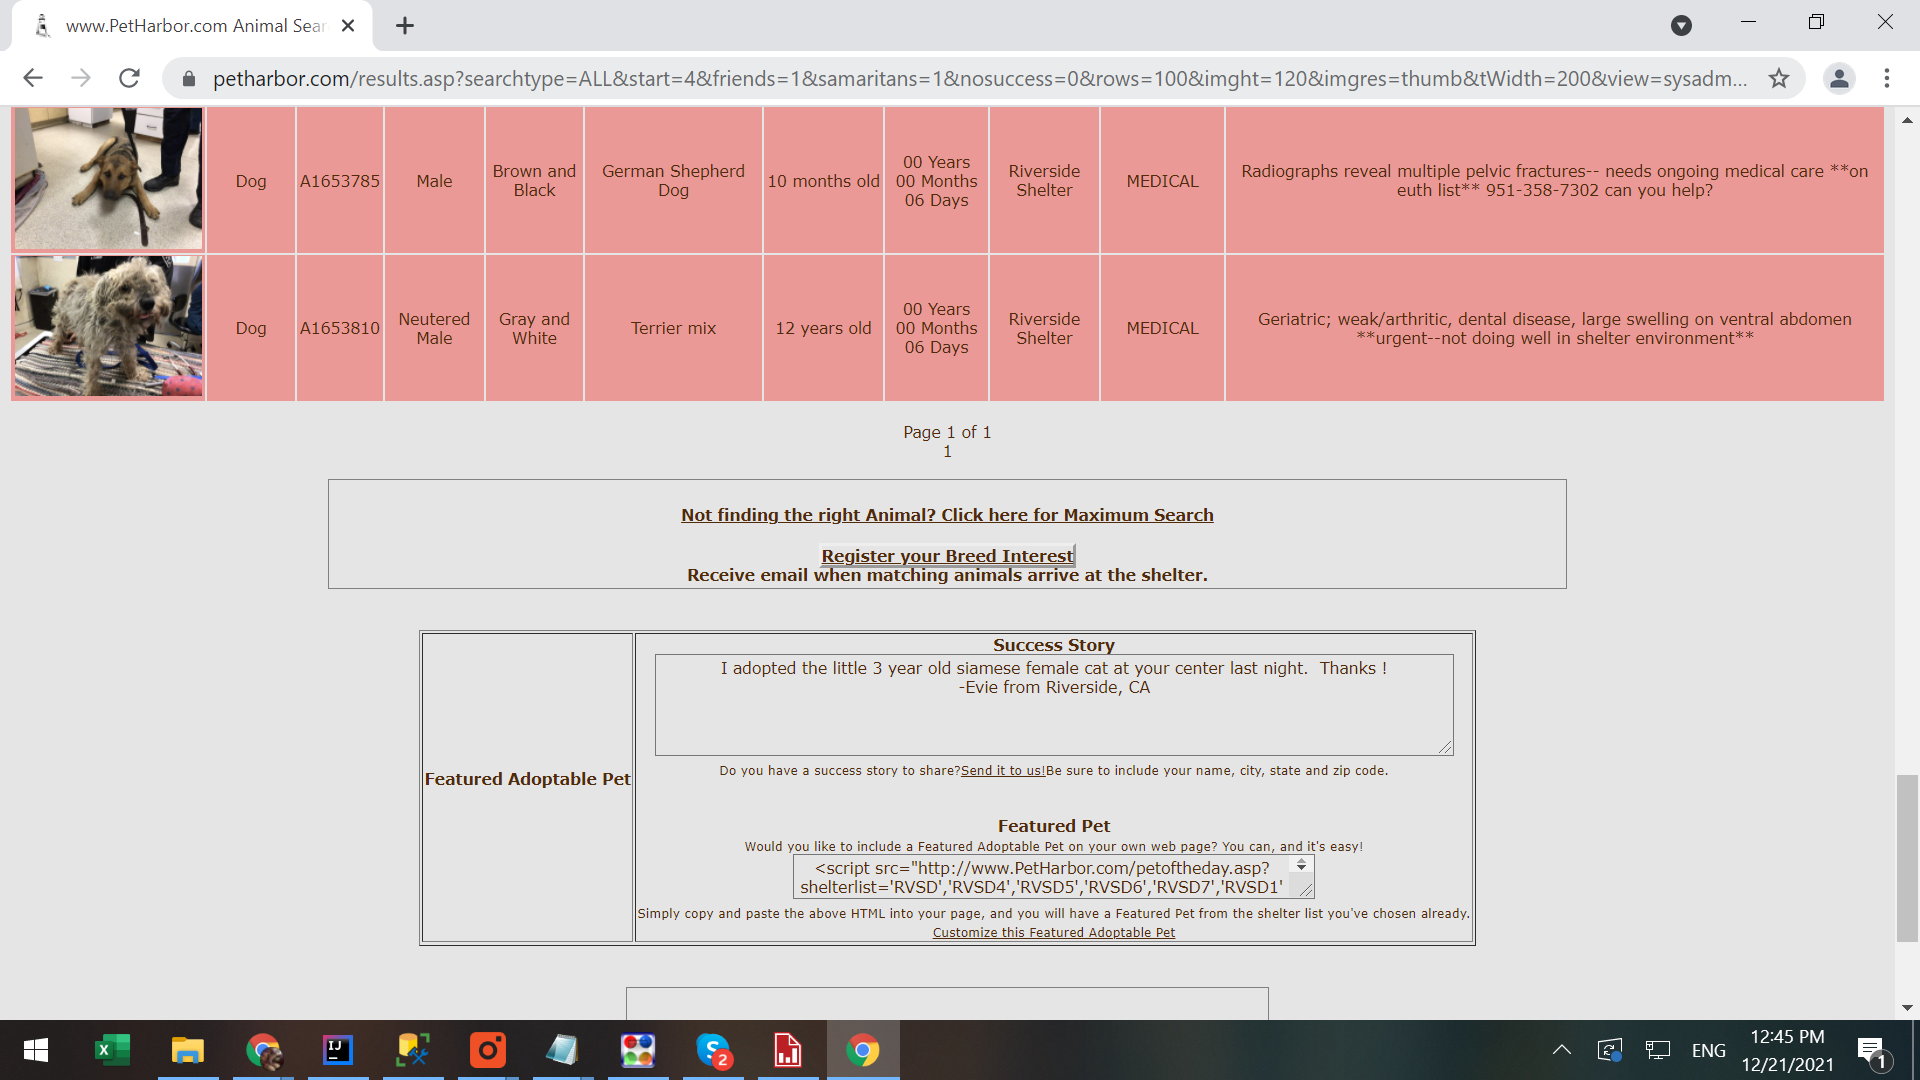 www.PetHarbor.com Animal Sear
petharbor.com/results.asp?searchtype=ALL&start=4&friends=1&samaritans=1&nosuccess=0&rows=100&imght=120&imgres=thumb&tWidth=200&view=sysadm...
Dog
A1653785
Male
Brown and
Black
German Shepherd
Dog
10 months old
00 Years
00 Months
06 Days
Riverside
Shelter
MEDICAL
Radiographs reveal multiple pelvic fractures-- needs ongoing medical care **on
euth list** 951-358-7302 can you help?
Dog
A1653810
Neutered
Male
Gray and
White
Terrier mix
12 years old
00 Years
00 Months
06 Days
Riverside
Shelter
MEDICAL
Geriatric; weak/arthritic, dental disease, large swelling on ventral abdomen
**urgent--not doing well in shelter environment**
Page 1 of 1
1
Not finding the right Animal? Click here for Maximum Search
Register your Breed Interest
Receive email when matching animals arrive at the shelter.
Featured Adoptable Pet
Success Story
I adopted the little 3 year old siamese female cat at your center last night.  Thanks !
-Evie from Riverside, CA
Do you have a success story to share?Send it to us!Be sure to include your name, city, state and zip code.
Featured Pet
Would you like to include a Featured Adoptable Pet on your own web page? You can, and it's easy!
<script src="http://www.PetHarbor.com/petoftheday.asp?
shelterlist='RVSD','RVSD4','RVSD5','RVSD6','RVSD7','RVSD1'
Simply copy and paste the above HTML into your page, and you will have a Featured Pet from the shelter list you've chosen already.
Customize this Featured Adoptable Pet
IJ
2
ENG
12:45 PM
12/21/2021
1